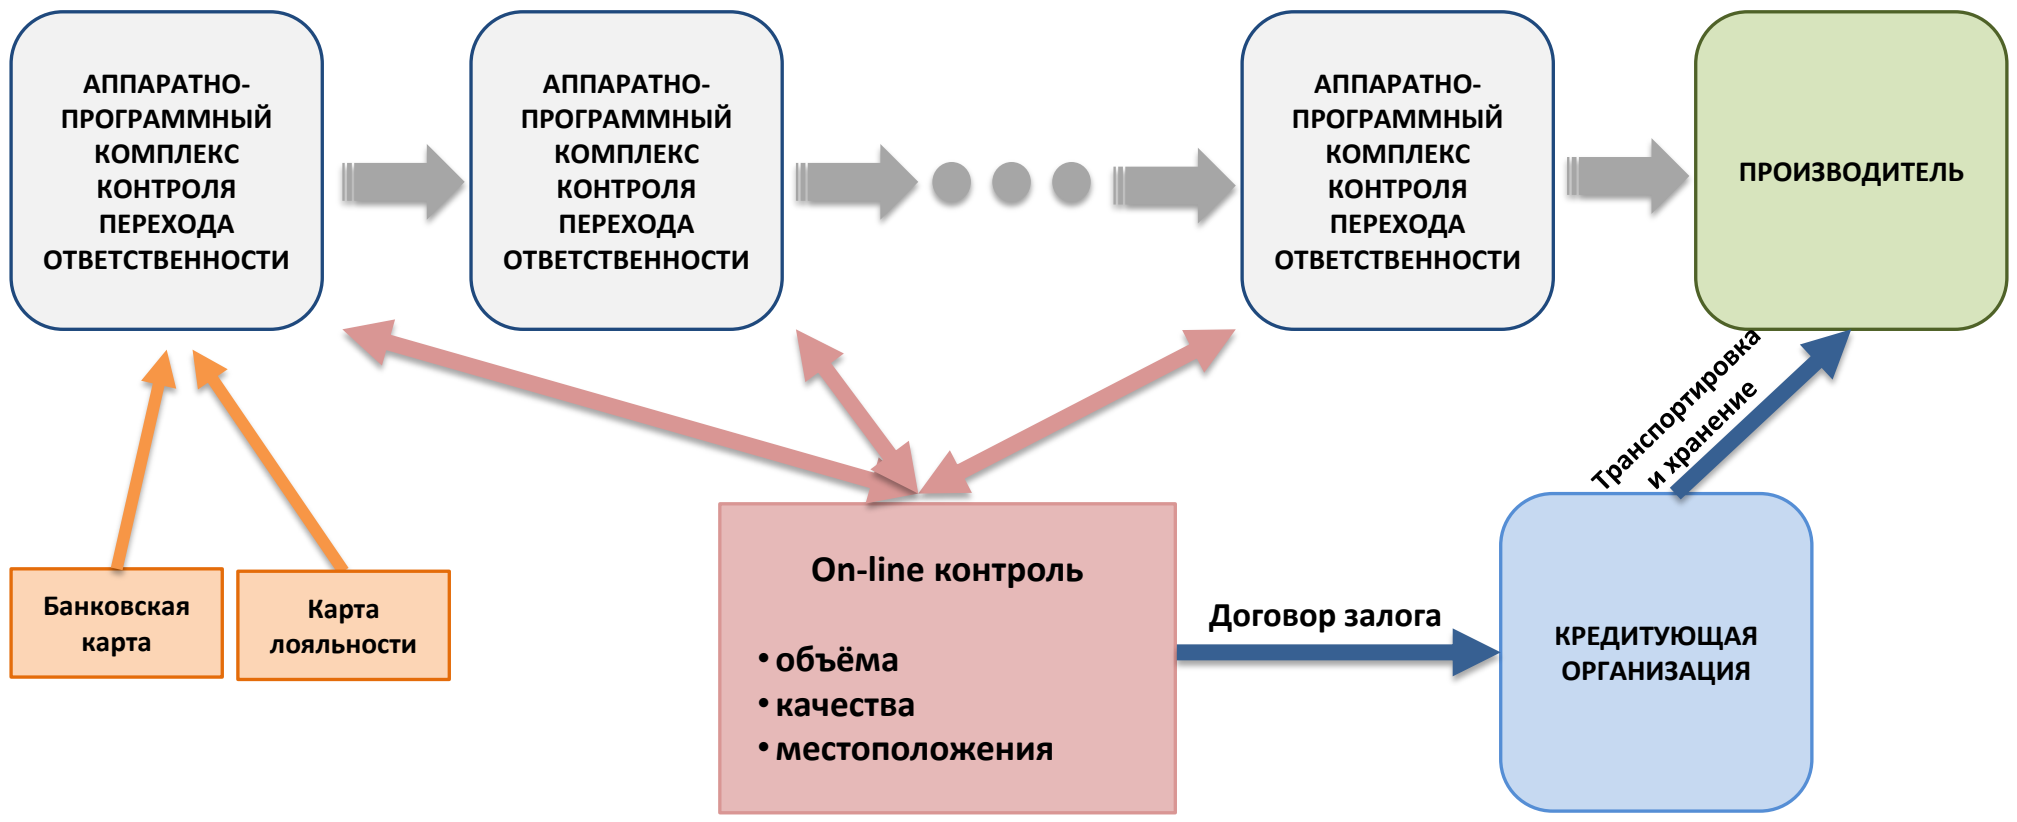 АППАРАТНО-
ПРОГРАММНЫЙ
КОМПЛЕКС
КОНТРОЛЯ
ПЕРЕХОДА
ОТВЕТСТВЕННОСТИ
АППАРАТНО-
ПРОГРАММНЫЙ
КОМПЛЕКС
КОНТРОЛЯ
ПЕРЕХОДА
ОТВЕТСТВЕННОСТИ
АППАРАТНО-
ПРОГРАММНЫЙ
КОМПЛЕКС
КОНТРОЛЯ
ПЕРЕХОДА
ОТВЕТСТВЕННОСТИ
ПРОИЗВОДИТЕЛЬ
Транспортировка
и хранение
Банковская
карта
Карта
лояльности
On-line контроль
• объёма
• качества
• местоположения
Договор залога
КРЕДИТУЮЩАЯ
ОРГАНИЗАЦИЯ